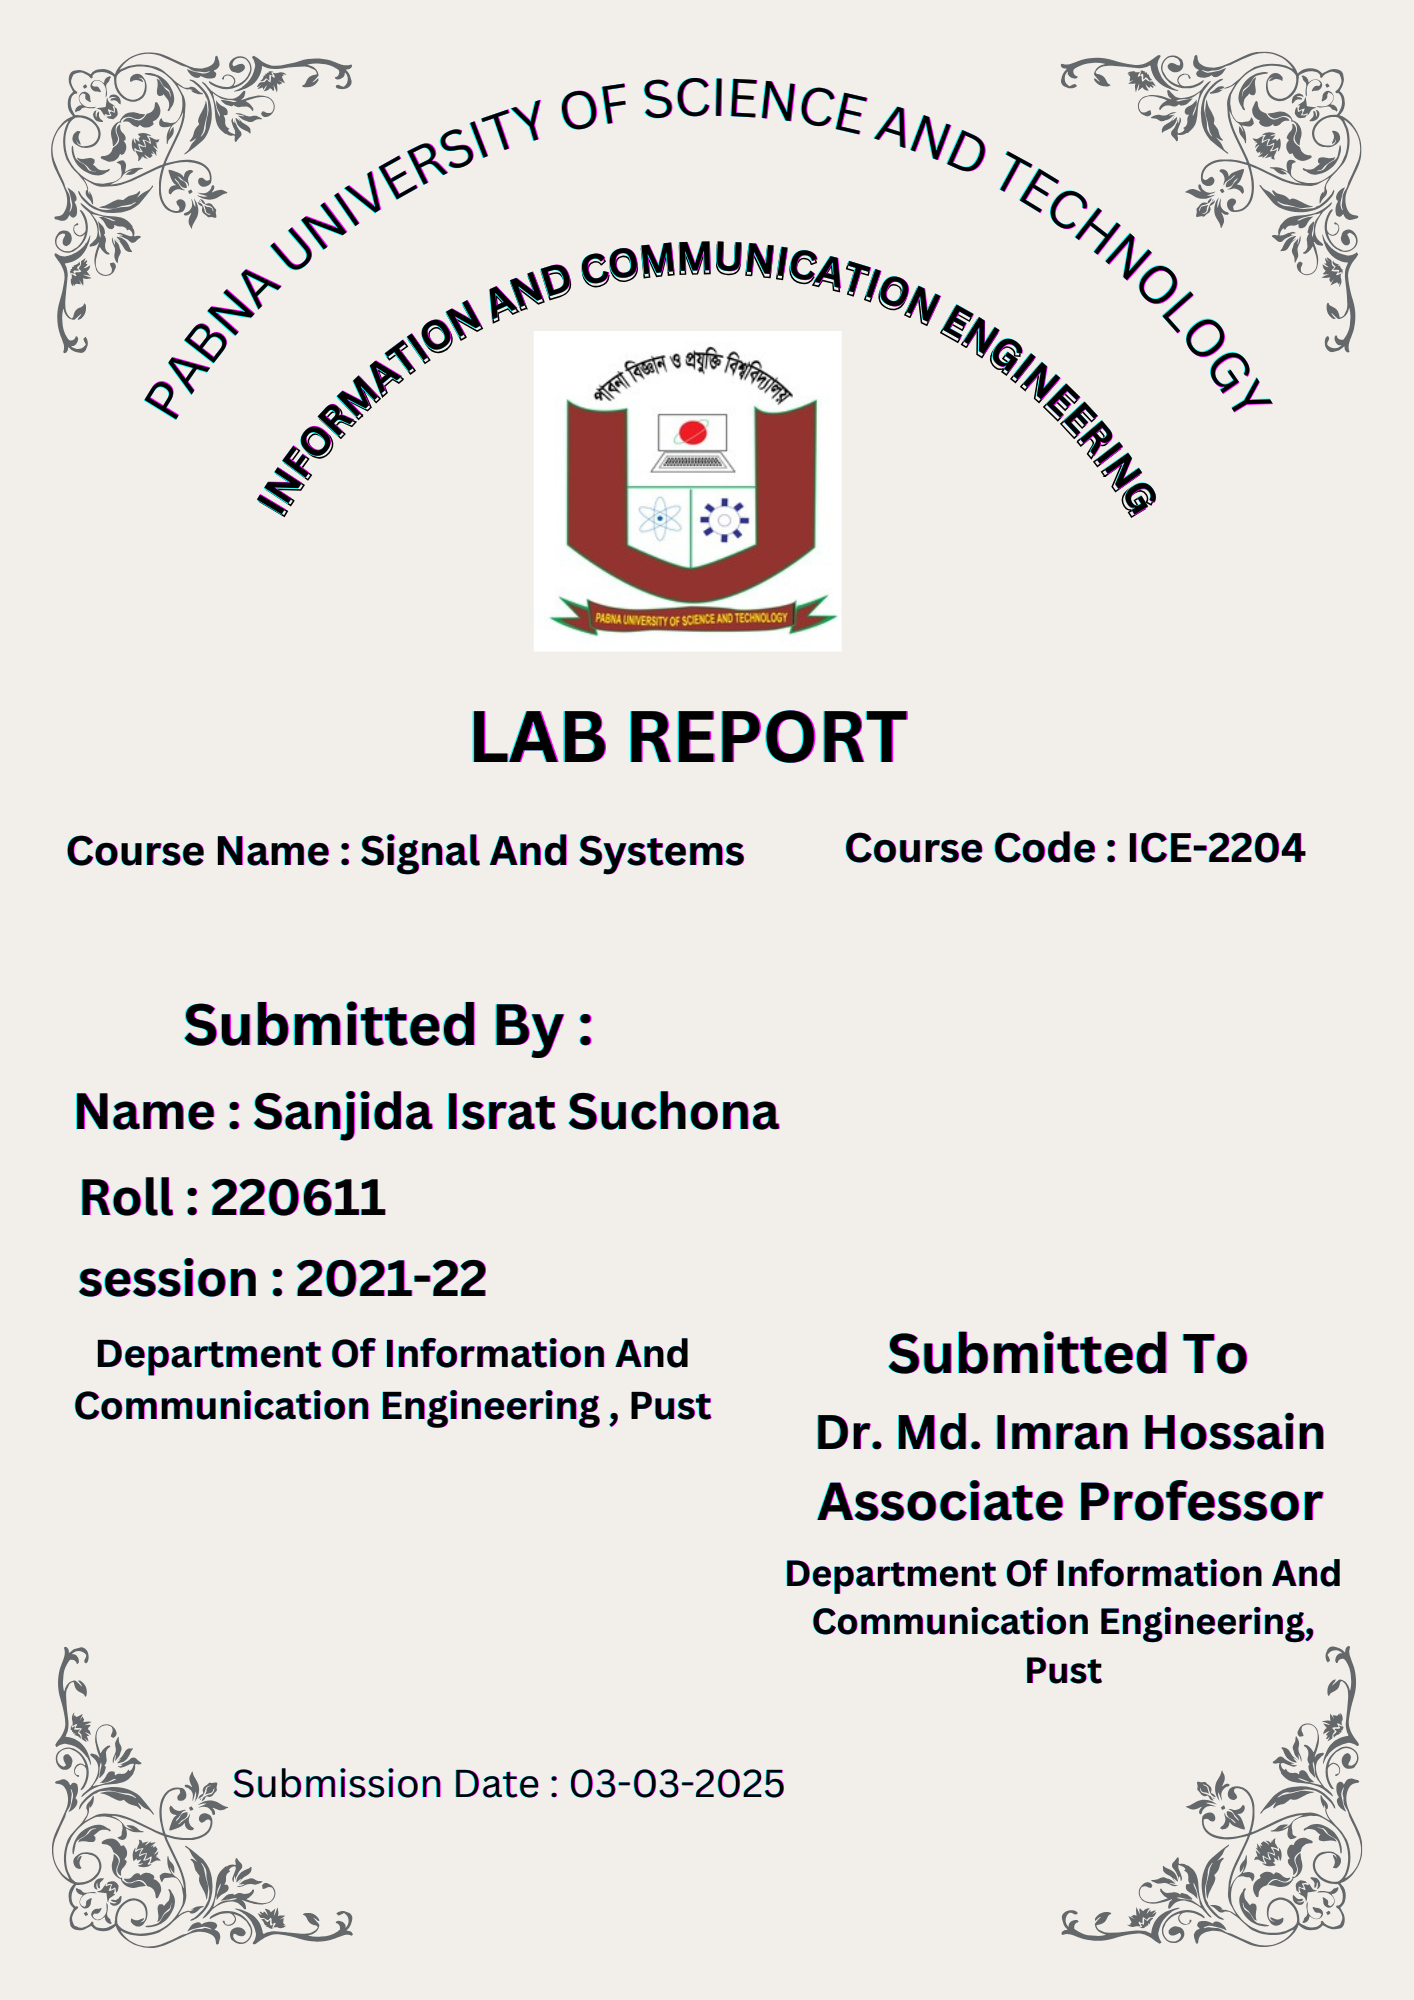 PABNA UNIVERSITY OF SCIENCE AND TECHNOLOGY
INFORMATION AND COMMUNICATION ENGINEERING
পাবনা বিজ্ঞান ও প্রযুক্তি বিশ্ববিদ্যালয়
PABNA UNIVERSITY OF SCIENCE AND TECHNOLOGY
LAB REPORT
Course Name : Signal And Systems
Course Code : ICE-2204
Submitted By :
Name : Sanjida Israt Suchona
Roll : 220611
session : 2021-22
Department Of Information And
Communication Engineering , Pust
Submitted To
Dr. Md. Imran Hossain
Associate Professor
Department Of Information And
Communication Engineering,
Pust
Submission Date : 03-03-2025